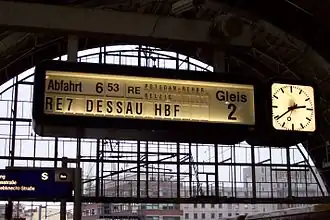 Abfahrt 6 53 RE POTSDAM-REHBR
BELZIG
RE7 DESSAU HBF
Gleis
2
S